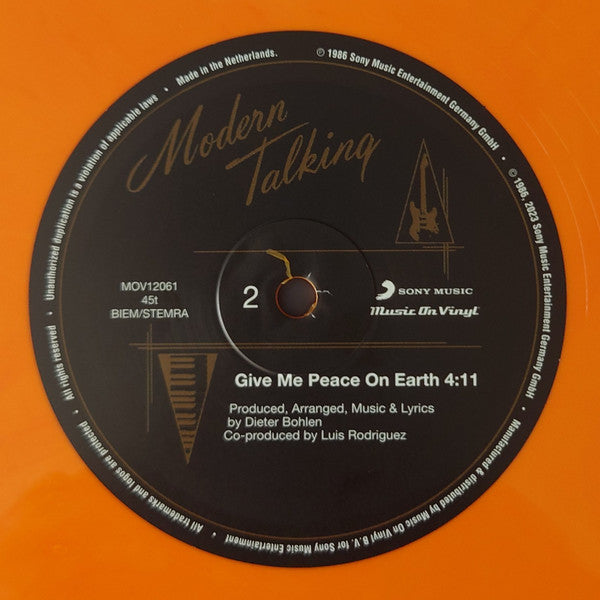 Modern
Talking
MOV12061
45t
BIEM/STEMRA
2
SONY MUSIC
Music On Vinyl
Give Me Peace On Earth 4:11
Produced, Arranged, Music & Lyrics
by Dieter Bohlen
Co-produced by Luis Rodriguez
℗ 1986 Sony Music Entertainment Germany GmbH • © 1986, 2023 Sony Music Entertainment Germany GmbH • Manufactured & distributed by Music On Vinyl B.V. for Sony Music Entertainment • All trademarks and logos are protected • All rights reserved • Unauthorized duplication is a violation of applicable laws • Made in the Netherlands.